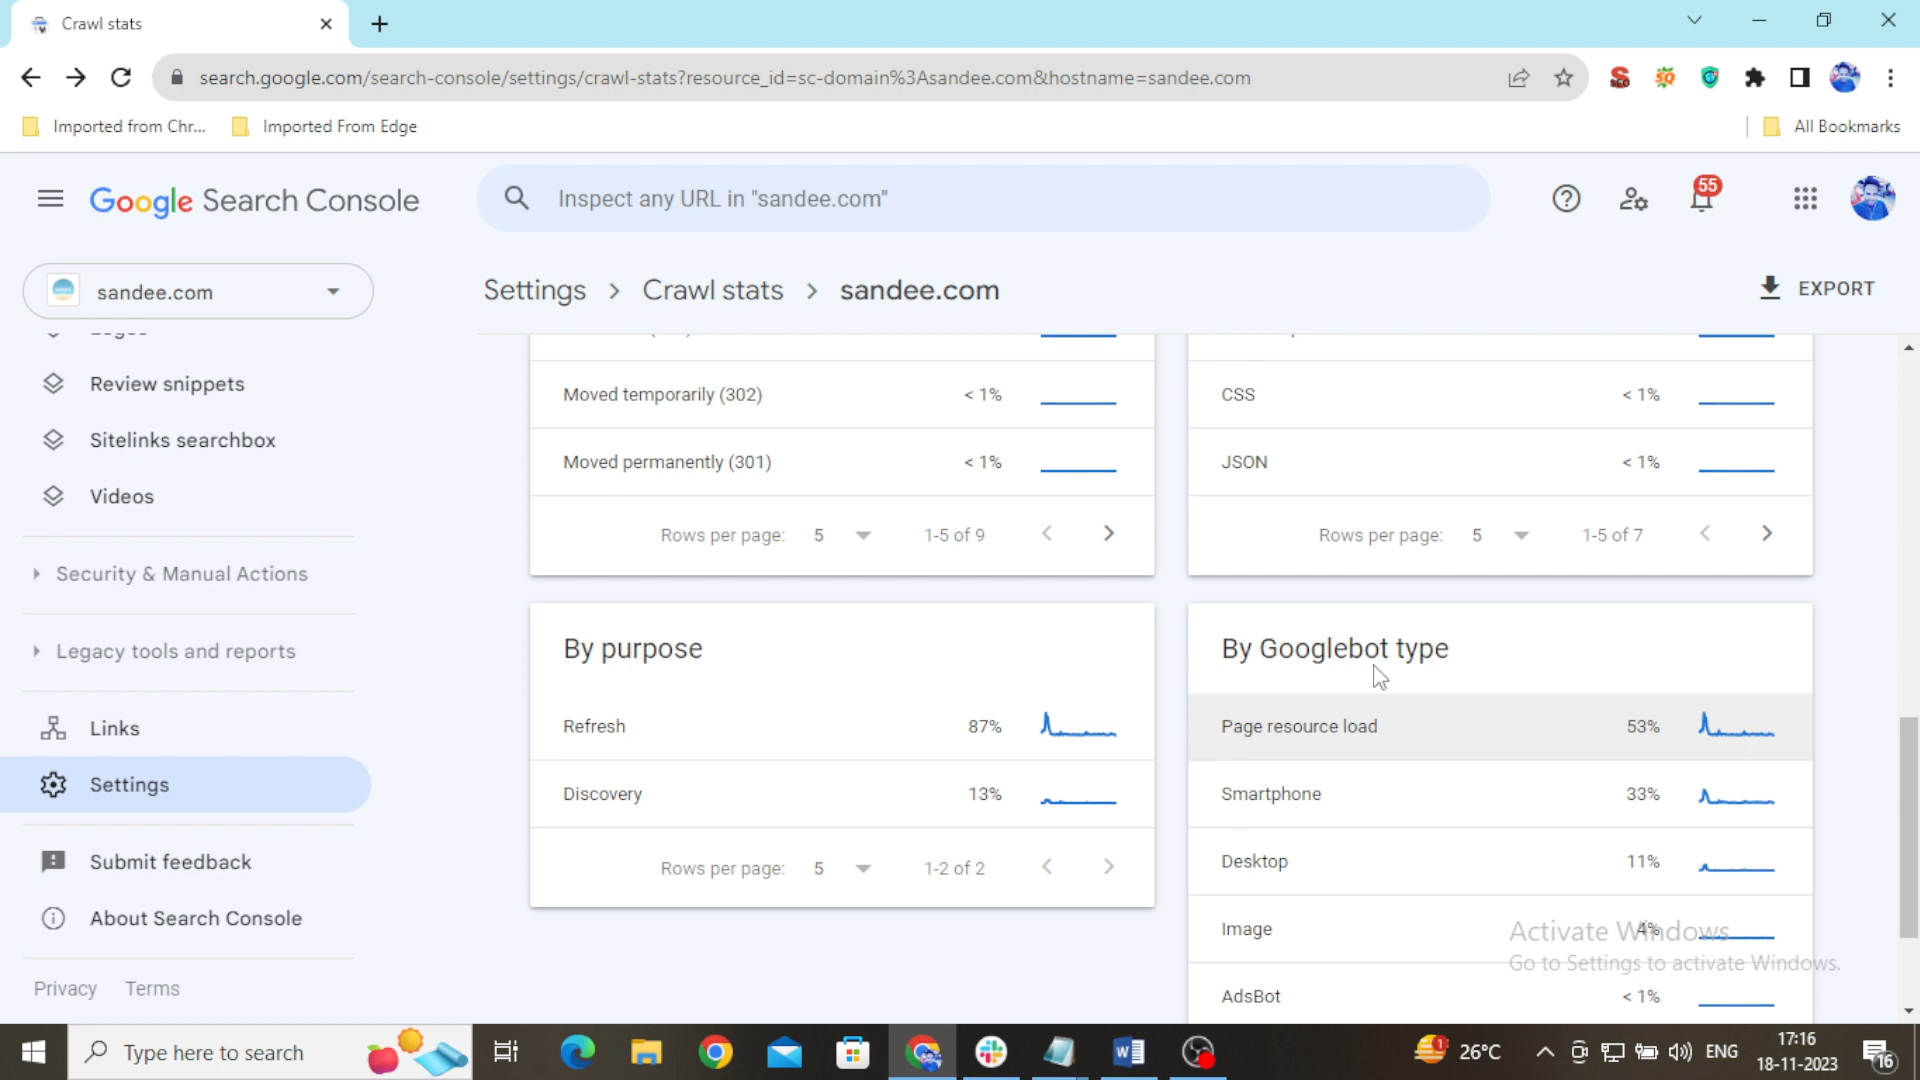 Crawl stats
search.google.com/search-console/settings/crawl-stats?resource_id=sc-domain%3Asandee.com&hostname=sandee.com
Imported from Chr...
Imported From Edge
All Bookmarks
Google Search Console
Inspect any URL in "sandee.com"
55
sandee.com
Settings > Crawl stats > sandee.com
EXPORT
Review snippets
Sitelinks searchbox
Videos
Security & Manual Actions
Legacy tools and reports
Links
Settings
Submit feedback
About Search Console
Privacy Terms
Moved temporarily (302) < 1%
Moved permanently (301) < 1%
Rows per page: 5 1-5 of 9
CSS < 1%
JSON < 1%
Rows per page: 5 1-5 of 7
By purpose
Refresh 87%
Discovery 13%
Rows per page: 5 1-2 of 2
By Googlebot type
Page resource load 53%
Smartphone 33%
Desktop 11%
Image 4%
AdsBot < 1%
Activate Windows
Go to Settings to activate Windows.
Type here to search
26°C
ENG
17:16
18-11-2023
16